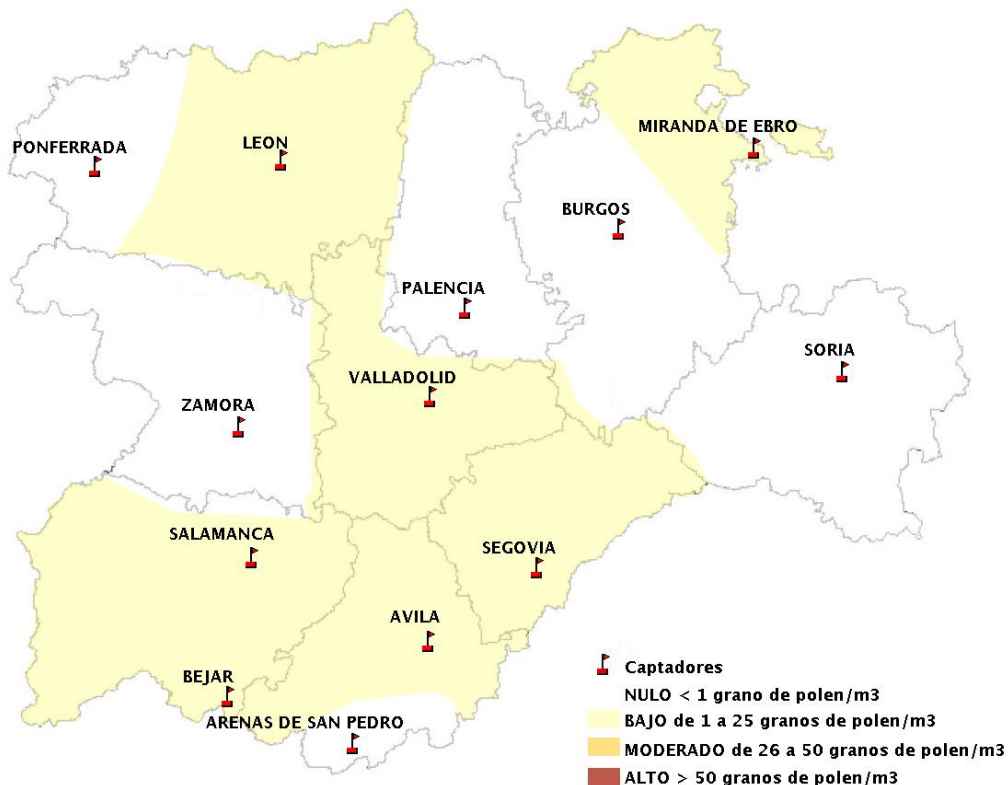 MIRANDA DE EBRO
PONFERRADA
LEON
BURGOS
PALENCIA
SORIA
VALLADOLID
ZAMORA
SALAMANCA
SEGOVIA
AVILA
BEJAR
ARENAS DE SAN PEDRO
Captadores
NULO < 1 grano de polen/m3
BAJO de 1 a 25 granos de polen/m3
MODERADO de 26 a 50 granos de polen/m3
ALTO > 50 granos de polen/m3